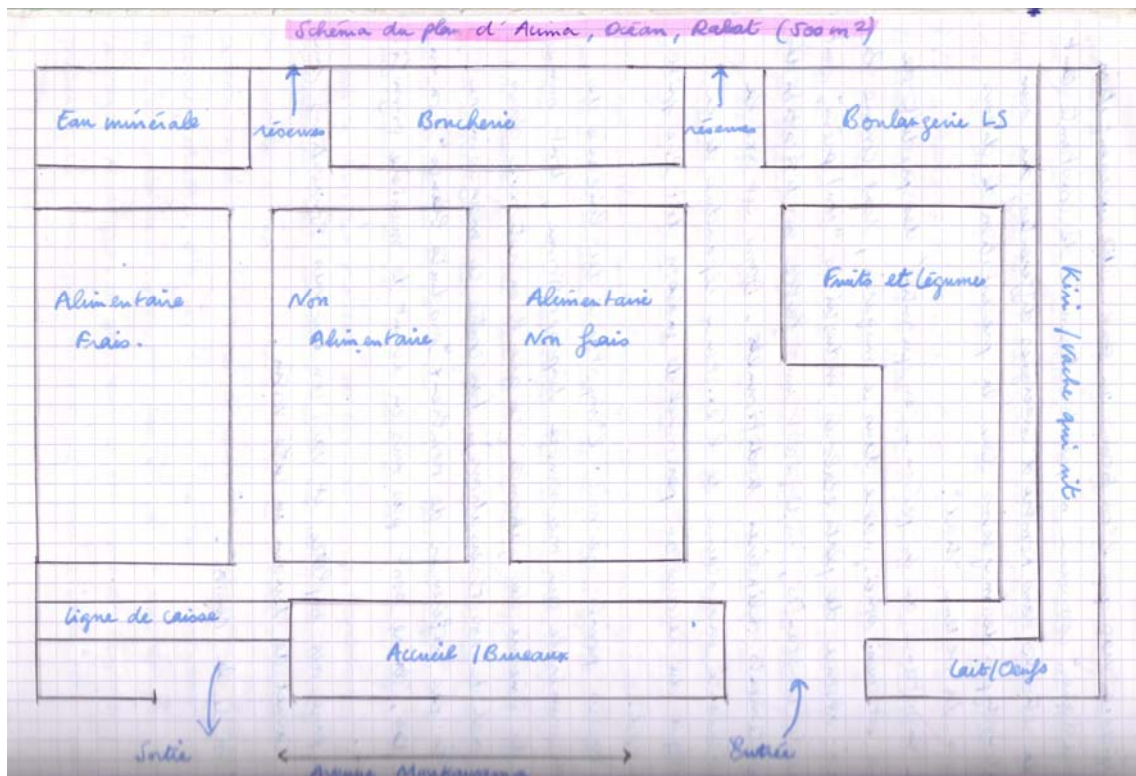 Schéma du plan d'Acima, Océan, Rabat (500 m²)
Eau minérale
réserves
Boucherie
réserves
Boulangerie LS
Alimentaire
Frais.
Non
Alimentaire
Alimentaire
Non frais
Fruits et Légumes
Kiri / Vache qui rit
ligne de caisse
Accueil / Bureaux
Lait/Oeufs
Sortie
Entrée
Avenue